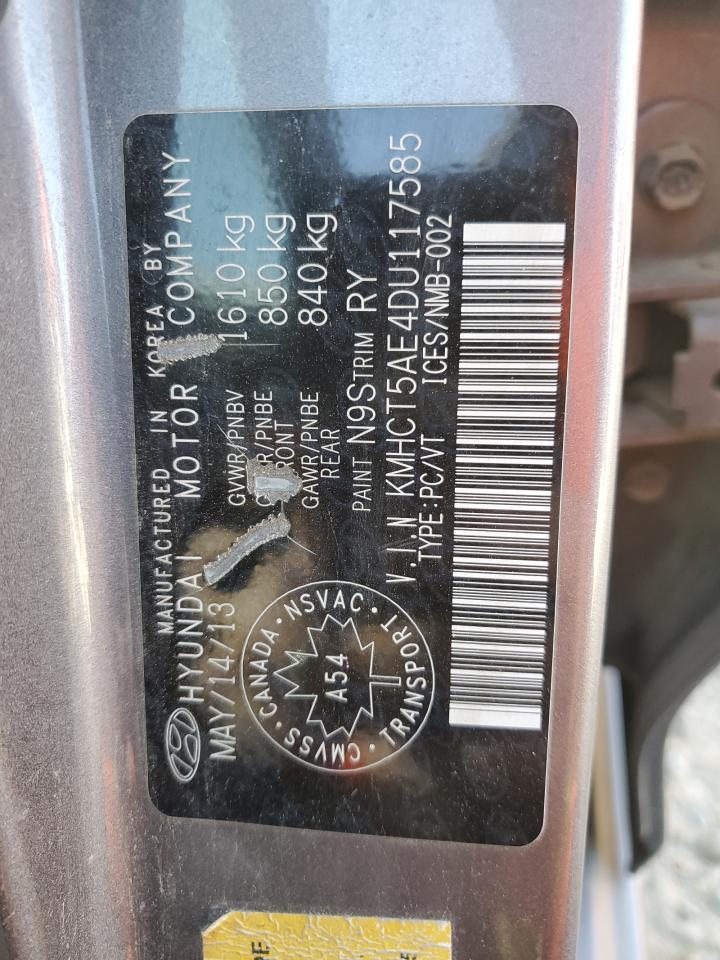 MANUFACTURED IN KOREA BY
HYUNDAI MOTOR COMPANY
MAY/14/13
GVWR/PNBV 1610 kg
GAWR/PNBE FRONT 850 kg
GAWR/PNBE REAR 840 kg
PAINT N9S TRIM RY
V.I.N KMHCT5AE4DU117585
TYPE:PC/VT ICES/NMB-002
CMVSS · CANADA · NSVAC · TRANSPORT ·
A54